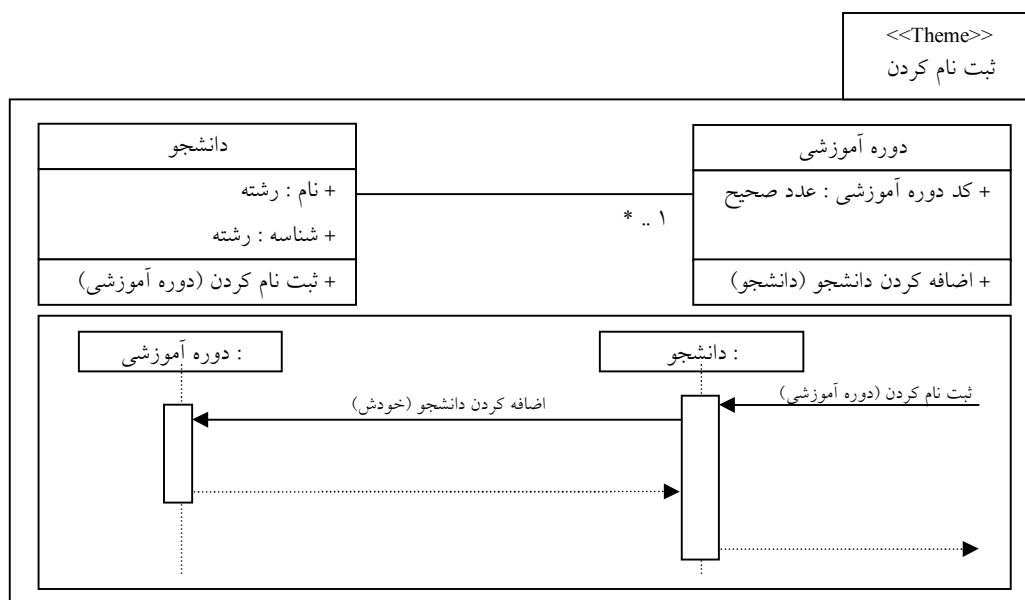 <<Theme>>
ثبت نام کردن
دوره آموزشی
+ کد دوره آموزشی : عدد صحیح
+ اضافه کردن دانشجو (دانشجو)
* .. ۱
دانشجو
+ نام : رشته
+ شناسه : رشته
+ ثبت نام کردن (دوره آموزشی)
: دانشجو
: دوره آموزشی
ثبت نام کردن (دوره آموزشی)
اضافه کردن دانشجو (خودش)